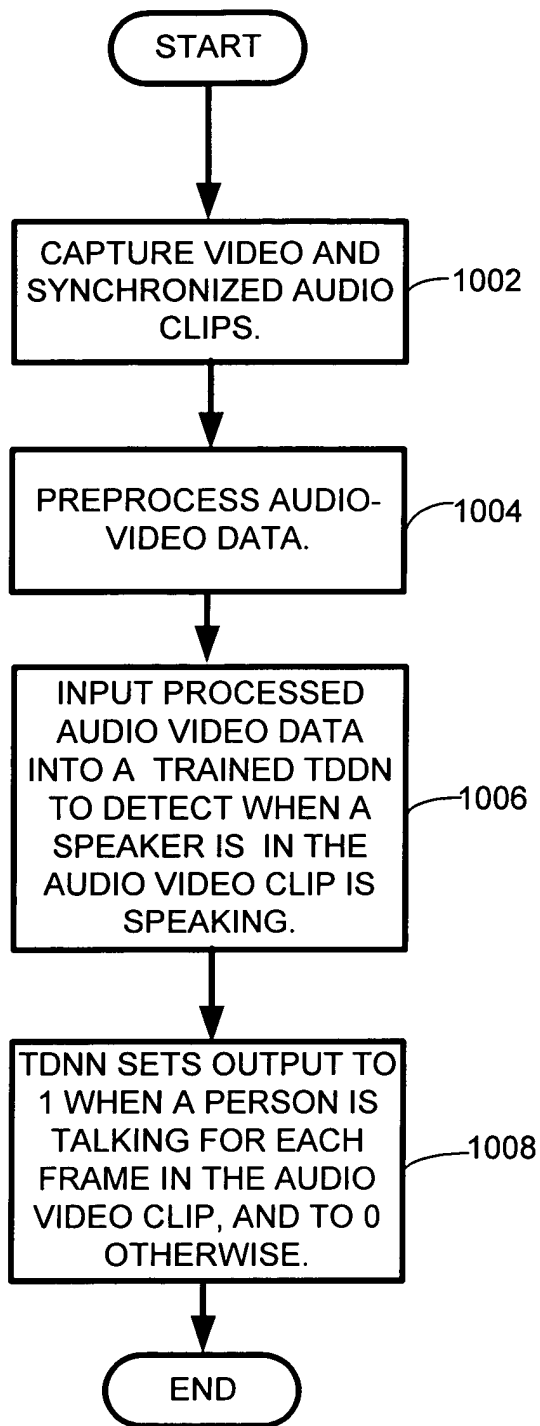 START
CAPTURE VIDEO AND
SYNCHRONIZED AUDIO
CLIPS.
1002
PREPROCESS AUDIO-
VIDEO DATA.
1004
INPUT PROCESSED
AUDIO VIDEO DATA
INTO A TRAINED TDDN
TO DETECT WHEN A
SPEAKER IS IN THE
AUDIO VIDEO CLIP IS
SPEAKING.
1006
TDNN SETS OUTPUT TO
1 WHEN A PERSON IS
TALKING FOR EACH
FRAME IN THE AUDIO
VIDEO CLIP, AND TO 0
OTHERWISE.
1008
END